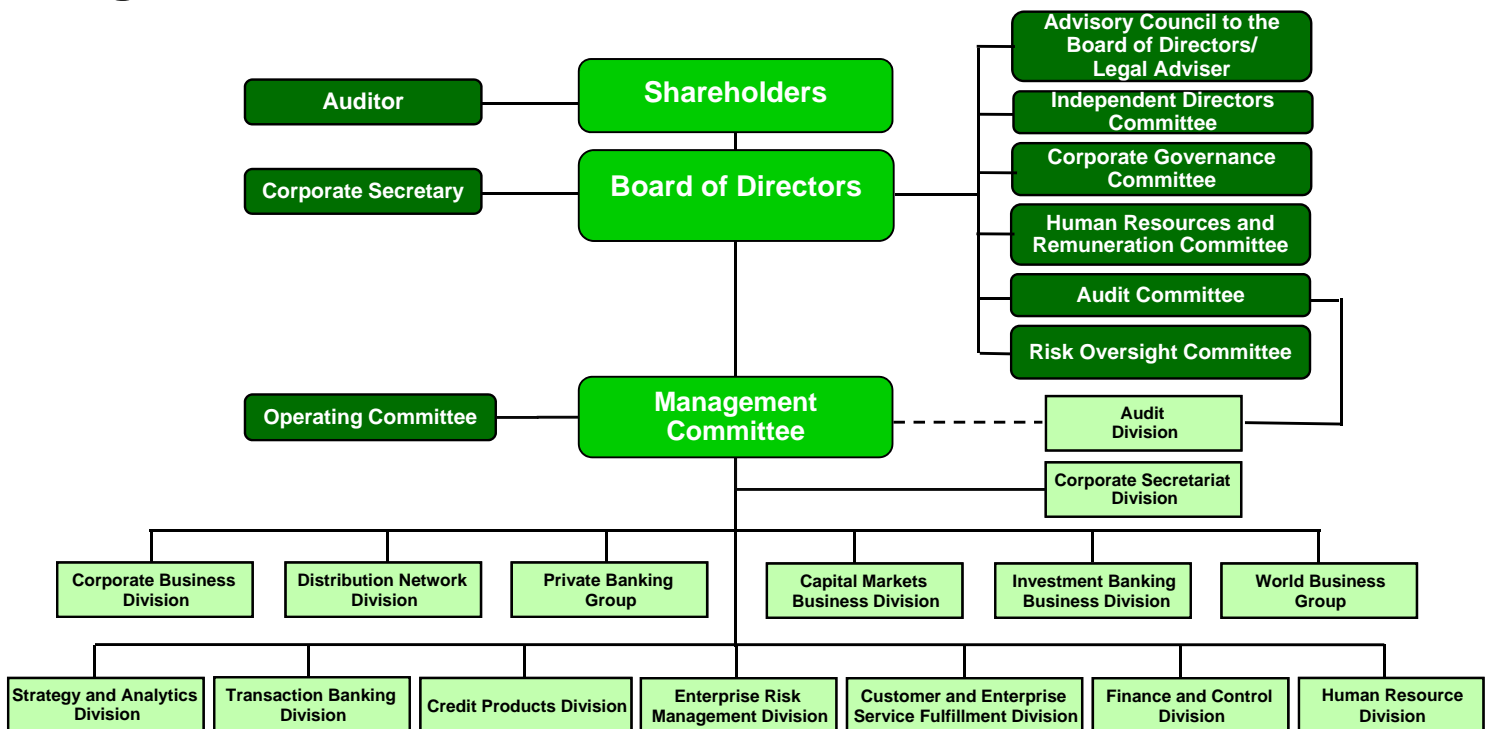 Advisory Council to the
Board of Directors/
Legal Adviser
Auditor
Shareholders
Independent Directors
Committee
Corporate Secretary
Board of Directors
Corporate Governance
Committee
Human Resources and
Remuneration Committee
Audit Committee
Risk Oversight Committee
Operating Committee
Management
Committee
Audit
Division
Corporate Secretariat
Division
Corporate Business
Division
Distribution Network
Division
Private Banking
Group
Capital Markets
Business Division
Investment Banking
Business Division
World Business
Group
Strategy and Analytics
Division
Transaction Banking
Division
Credit Products Division
Enterprise Risk
Management Division
Customer and Enterprise
Service Fulfillment Division
Finance and Control
Division
Human Resource
Division